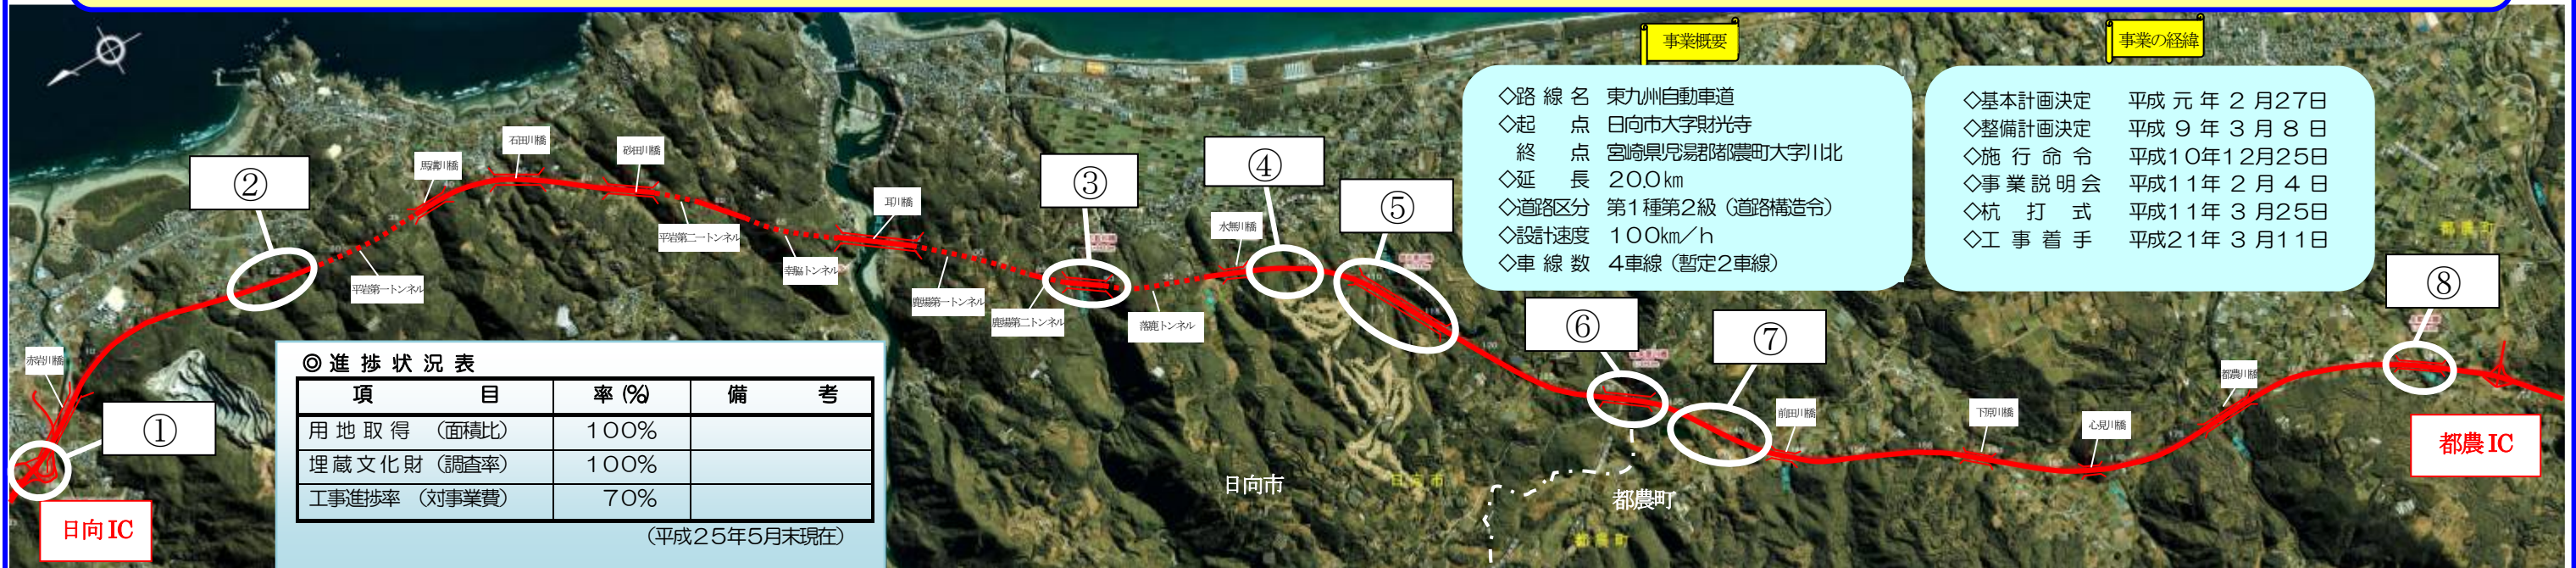 事業概要
◇路線名 東九州自動車道
◇起 点 日向市大字財光寺
終 点 宮崎県児湯郡都農町大字川北
◇延 長 20.0km
◇道路区分 第1種第2級（道路構造令）
◇設計速度 100km/h
◇車線数 4車線（暫定2車線）
事業の経緯
◇基本計画決定 平成元年2月27日
◇整備計画決定 平成9年3月8日
◇施行命令 平成10年12月25日
◇事業説明会 平成11年2月4日
◇杭打式 平成11年3月25日
◇工事着手 平成21年3月11日
①
②
③
④
⑤
⑥
⑦
⑧
赤岩川橋
平岩第一トンネル
馬溝川橋
石田川橋
砂田川橋
平岩第二トンネル
幸脇トンネル
耳川橋
鹿場第一トンネル
鹿場第二トンネル
落鹿トンネル
水無川橋
前田川橋
下原川橋
心見川橋
都農川橋
日向IC
都農IC
日向市
日向市
都農町
都農町
都農町
◎進捗状況表
項目 率(%) 備考
用地取得（面積比） 100%
埋蔵文化財（調査率） 100%
工事進捗率（対事業費） 70%
（平成25年5月末現在）